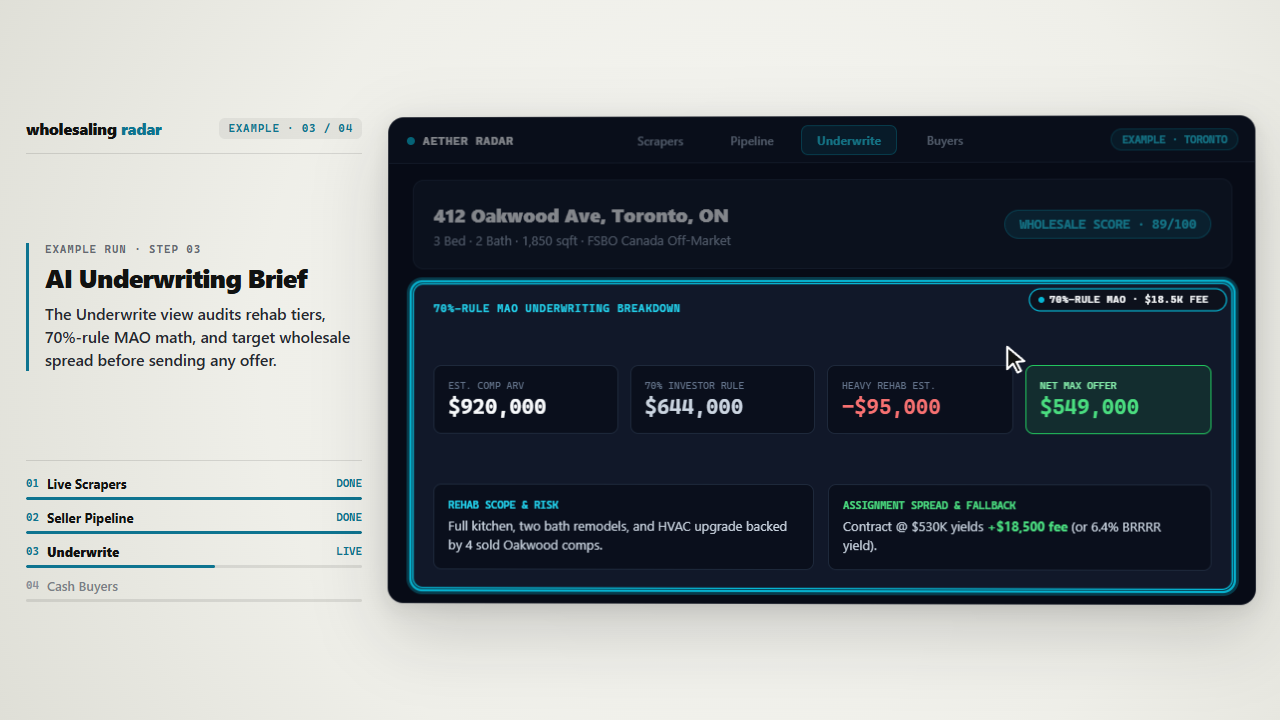 wholesaling radar
EXAMPLE · 03 / 04
EXAMPLE RUN · STEP 03
AI Underwriting Brief
The Underwrite view audits rehab tiers,
70%-rule MAO math, and target wholesale
spread before sending any offer.
01 Live Scrapers DONE
02 Seller Pipeline DONE
03 Underwrite LIVE
04 Cash Buyers
AETHER RADAR
Scrapers
Pipeline
Underwrite
Buyers
EXAMPLE · TORONTO
412 Oakwood Ave, Toronto, ON
3 Bed · 2 Bath · 1,850 sqft · FSBO Canada Off-Market
WHOLESALE SCORE · 89/100
70%-RULE MAO UNDERWRITING BREAKDOWN
70%-RULE MAO · $18.5K FEE
EST. COMP ARV
$920,000
70% INVESTOR RULE
$644,000
HEAVY REHAB EST.
-$95,000
NET MAX OFFER
$549,000
REHAB SCOPE & RISK
Full kitchen, two bath remodels, and HVAC upgrade backed
by 4 sold Oakwood comps.
ASSIGNMENT SPREAD & FALLBACK
Contract @ $530K yields +$18,500 fee (or 6.4% BRRRR
yield).